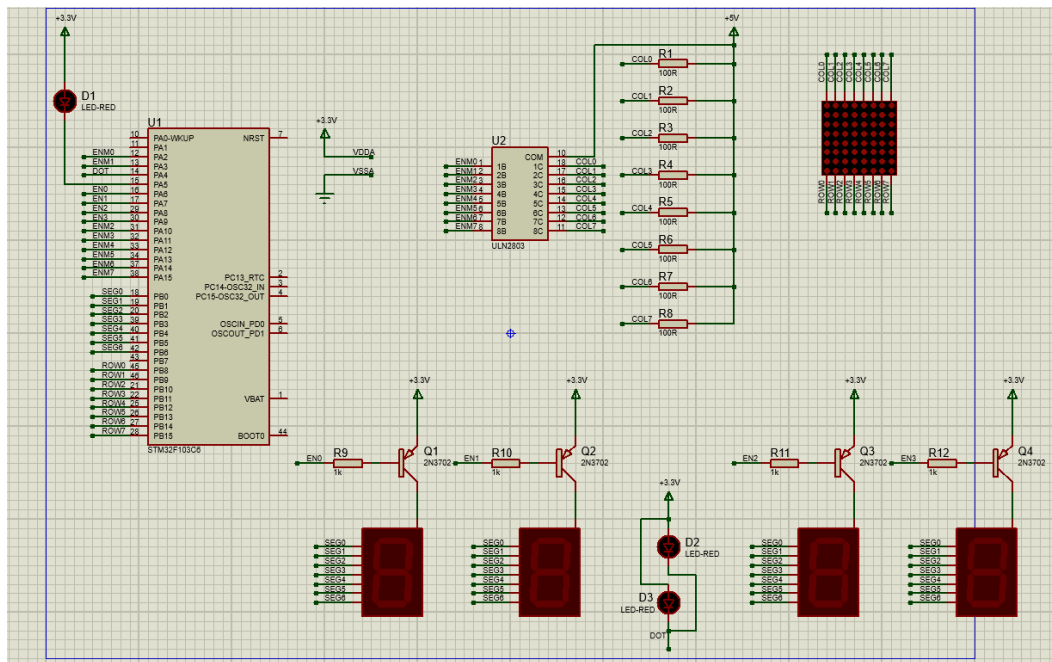 +3.3V
D1
LED-RED
U1
10 PA0-WKUP
11 PA1
ENM0 12 PA2
ENM1 13 PA3
DOT 14 PA4
15 PA5
EN0 16 PA6
EN1 17 PA7
EN2 29 PA8
EN3 30 PA9
ENM2 31 PA10
ENM3 32 PA11
ENM4 33 PA12
ENM5 34 PA13
ENM6 37 PA14
ENM7 38 PA15
SEG0 18 PB0
SEG1 19 PB1
SEG2 20 PB2
SEG3 39 PB3
SEG4 40 PB4
SEG5 41 PB5
SEG6 42 PB6
43 PB7
ROW0 45 PB8
ROW1 46 PB9
ROW2 21 PB10
ROW3 22 PB11
ROW4 25 PB12
ROW5 26 PB13
ROW6 27 PB14
ROW7 28 PB15
NRST 7
PC13_RTC 2
PC14-OSC32_IN 3
PC15-OSC32_OUT 4
OSCIN_PD0 5
OSCOUT_PD1 6
VBAT 1
BOOT0 44
STM32F103C6
+3.3V
VDDA
VSSA
U2
ENM0 1 1B
ENM1 2 2B
ENM2 3 3B
ENM3 4 4B
ENM4 5 5B
ENM5 6 6B
ENM6 7 7B
ENM7 8 8B
COM 10
1C 18 COL0
2C 17 COL1
3C 16 COL2
4C 15 COL3
5C 14 COL4
6C 13 COL5
7C 12 COL6
8C 11 COL7
ULN2803
+5V
COL0 R1
100R
COL1 R2
100R
COL2 R3
100R
COL3 R4
100R
COL4 R5
100R
COL5 R6
100R
COL6 R7
100R
COL7 R8
100R
COL0
COL1
COL2
COL3
COL4
COL5
COL6
COL7
ROW0
ROW1
ROW2
ROW3
ROW4
ROW5
ROW6
ROW7
+3.3V
EN0 R9
1k
Q1
2N3702
SEG0
SEG1
SEG2
SEG3
SEG4
SEG5
SEG6
+3.3V
EN1 R10
1k
Q2
2N3702
SEG0
SEG1
SEG2
SEG3
SEG4
SEG5
SEG6
+3.3V
D2
LED-RED
D3
LED-RED
DOT
+3.3V
EN2 R11
1k
Q3
2N3702
SEG0
SEG1
SEG2
SEG3
SEG4
SEG5
SEG6
+3.3V
EN3 R12
1k
Q4
2N3702
SEG0
SEG1
SEG2
SEG3
SEG4
SEG5
SEG6